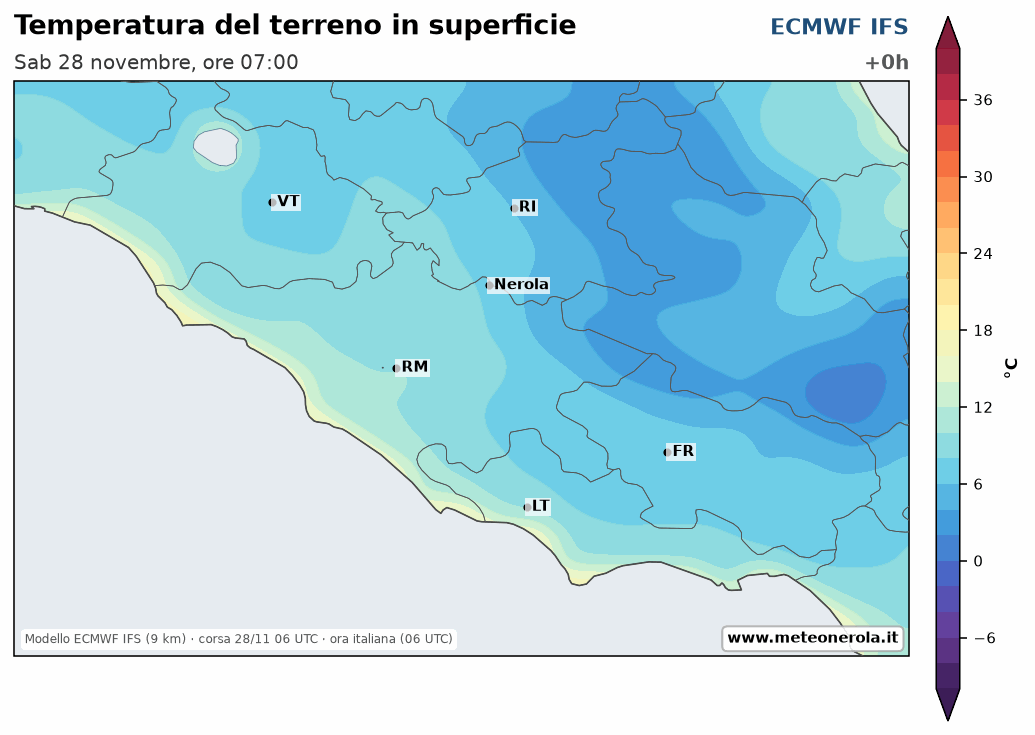 Temperatura del terreno in superficie
ECMWF IFS
Sab 28 novembre, ore 07:00
+0h
VT
RI
Nerola
RM
FR
LT
36
30
24
18
12
6
0
−6
°C
Modello ECMWF IFS (9 km) · corsa 28/11 06 UTC · ora italiana (06 UTC)
www.meteonerola.it